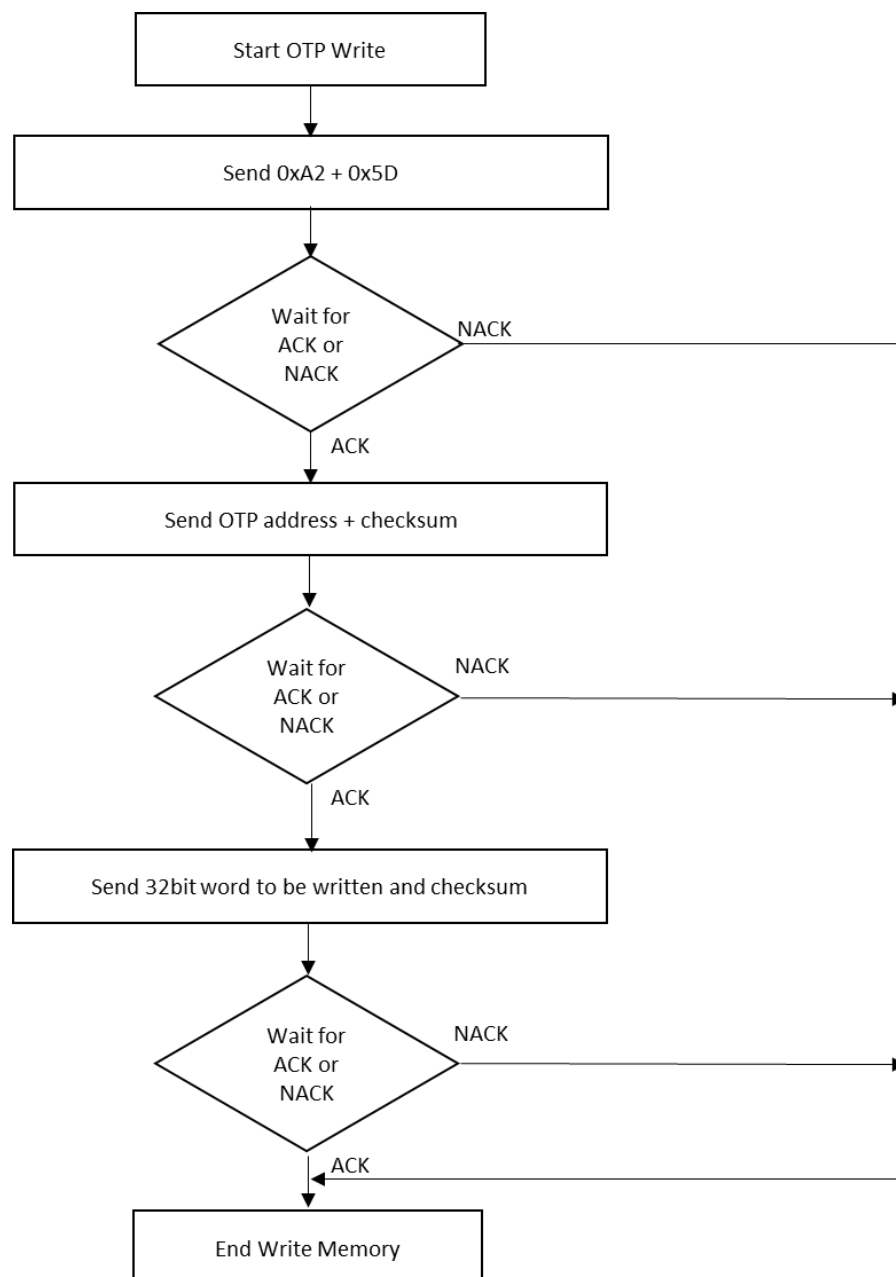 Start OTP Write
Send 0xA2 + 0x5D
Wait for
ACK or
NACK
NACK
ACK
Send OTP address + checksum
Wait for
ACK or
NACK
NACK
ACK
Send 32bit word to be written and checksum
Wait for
ACK or
NACK
NACK
ACK
End Write Memory